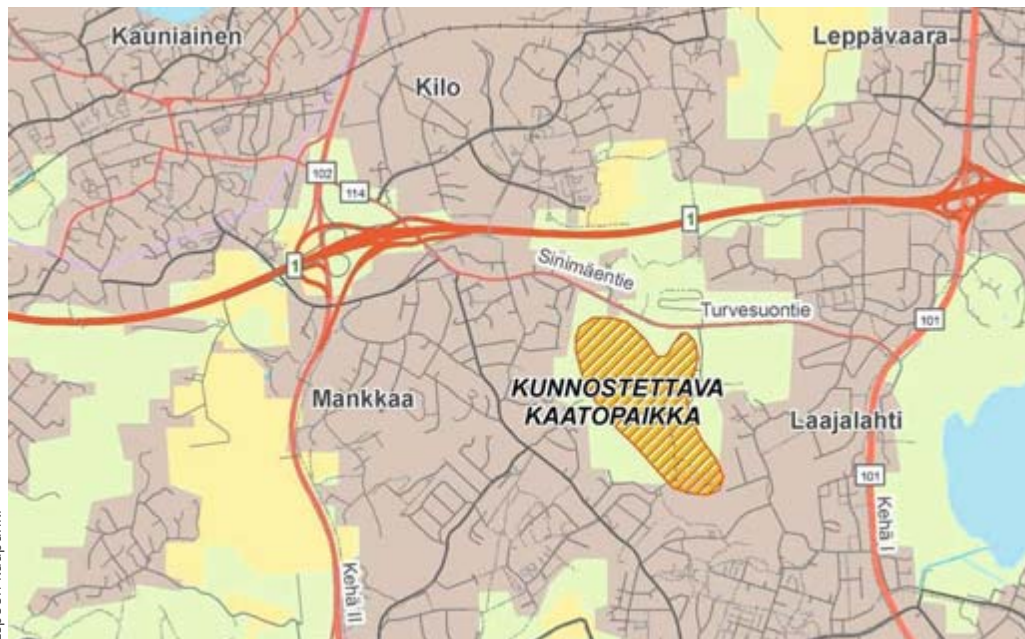 Kauniainen
Leppävaara
Kilo
102
114
1
1
Sinimäentie
Turvesuontie
101
KUNNOSTETTAVA
KAATOPAIKKA
Mankkaa
Laajalahti
101
Kehä I
Kehä II